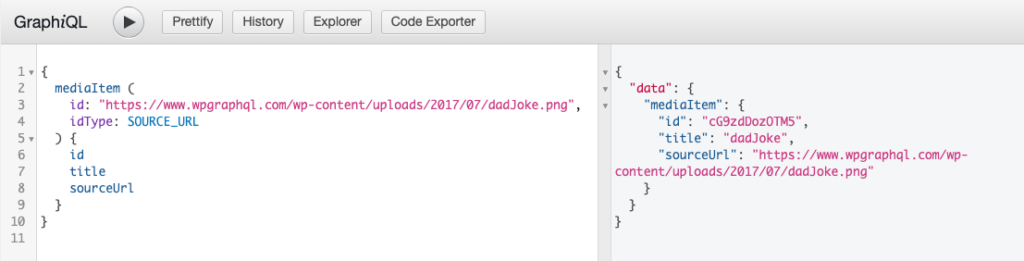 GraphiQL Prettify History Explorer Code Exporter
1 {
2 mediaItem (
3 id: "https://www.wpgraphql.com/wp-content/uploads/2017/07/dadJoke.png",
4 idType: SOURCE_URL
5 ) {
6 id
7 title
8 sourceUrl
9 }
10 }
11
{
"data": {
"mediaItem": {
"id": "cG9zdDozOTM5",
"title": "dadJoke",
"sourceUrl": "https://www.wpgraphql.com/wp-
content/uploads/2017/07/dadJoke.png"
}
}
}